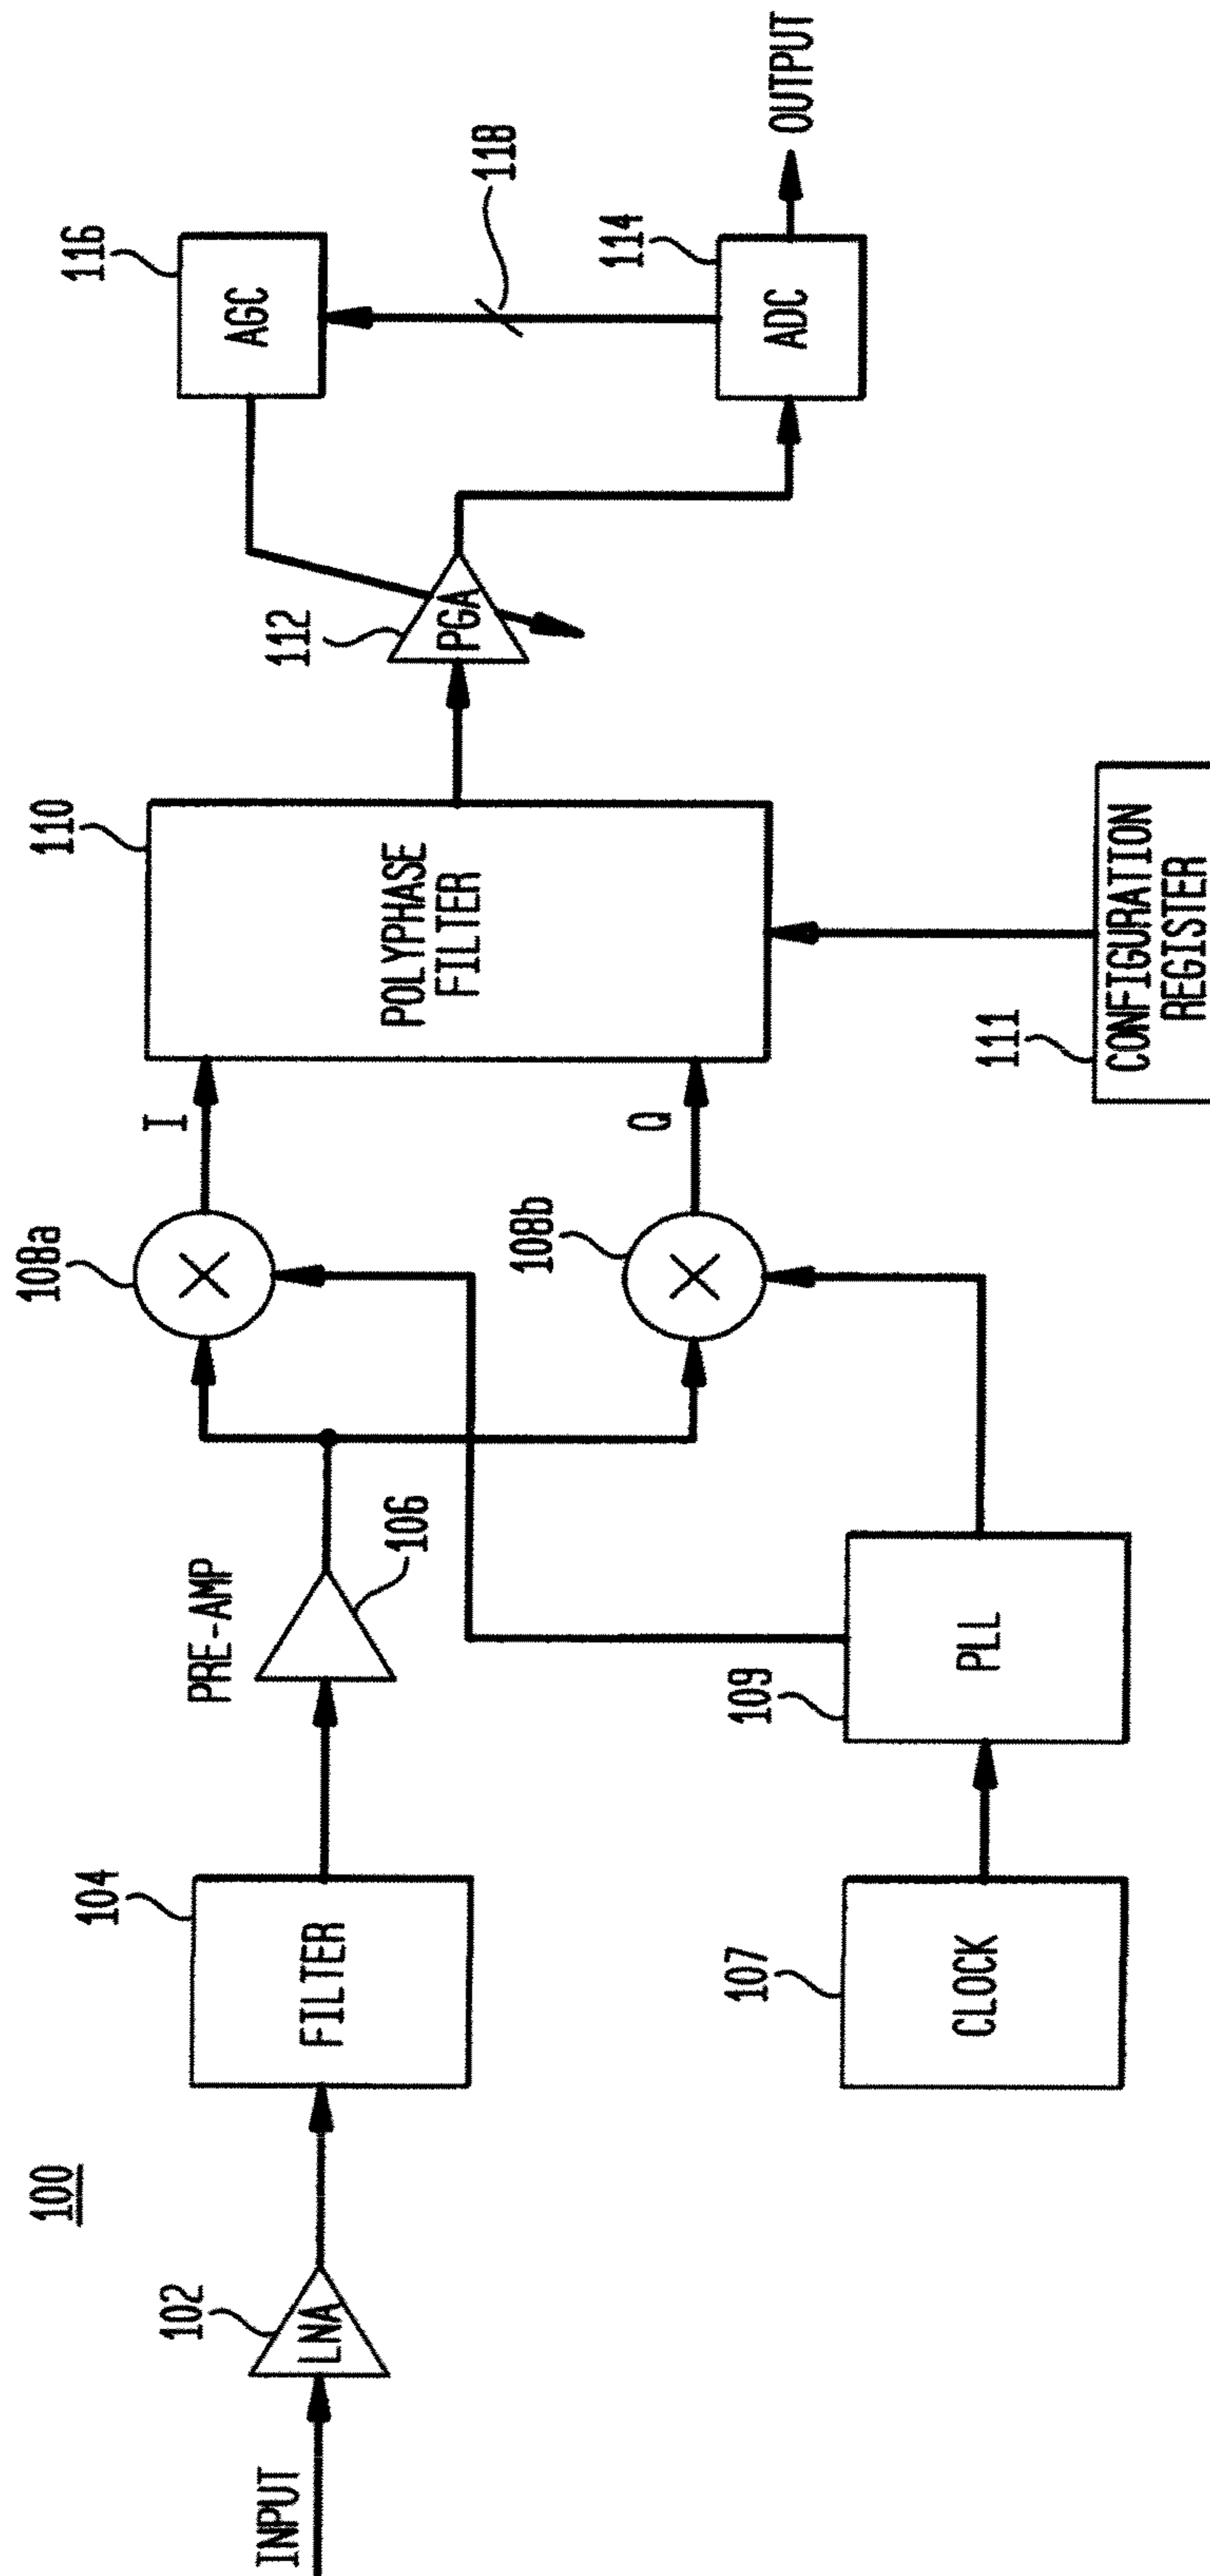 100
INPUT
102
LNA
104
FILTER
PRE-AMP
106
107
CLOCK
109
PLL
108a
108b
I
Q
110
POLYPHASE
FILTER
111
CONFIGURATION
REGISTER
112
PGA
116
AGC
118
114
ADC
OUTPUT